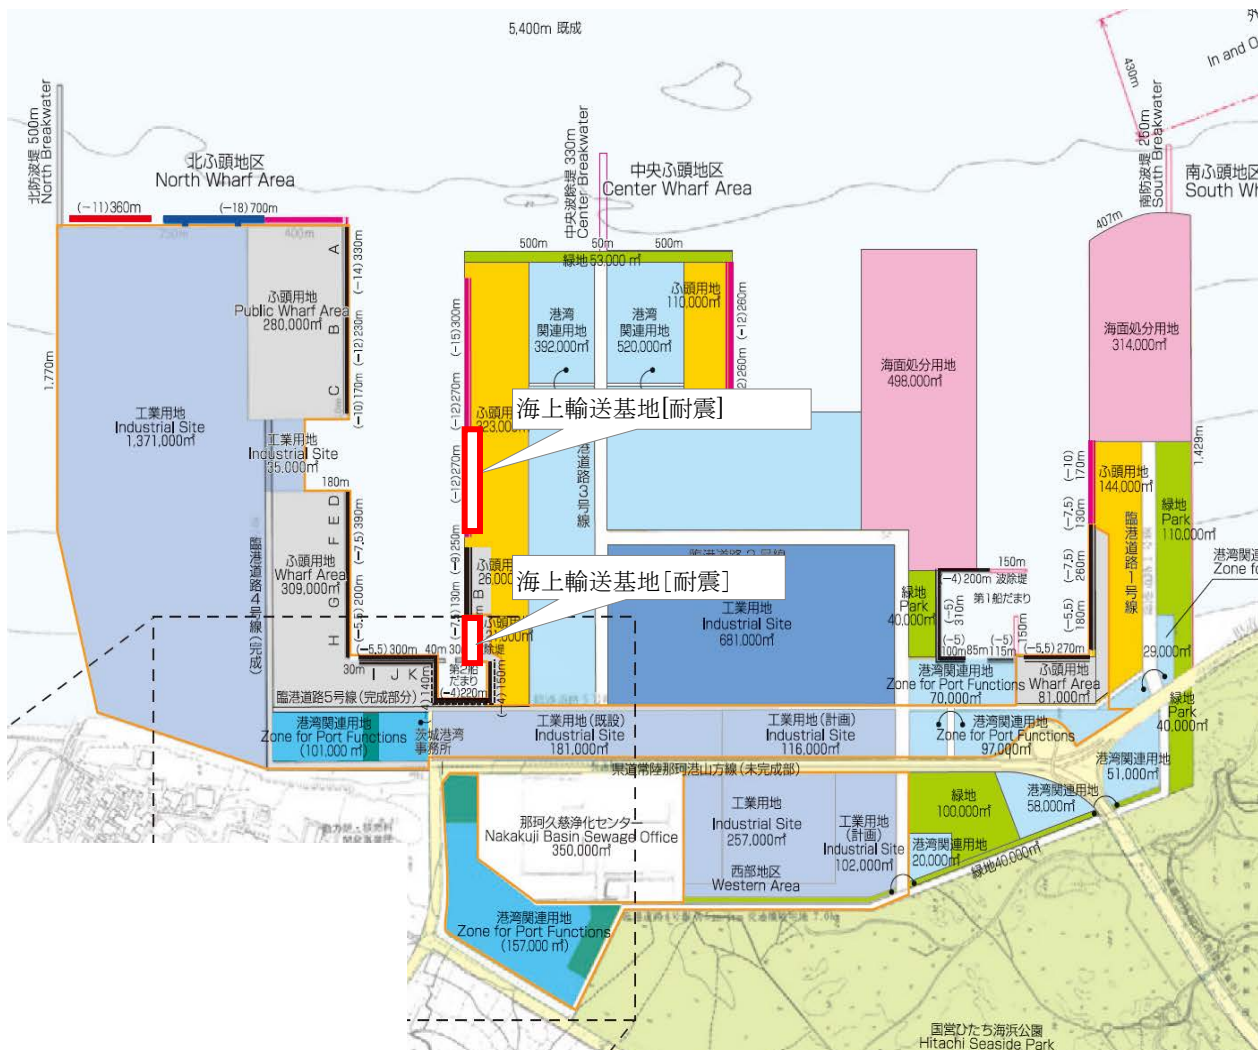 5,400m 既成
430m
In and O
北防波堤 500m
North Breakwater
北ふ頭地区
North Wharf Area
中央波除堤 330m
Center Breakwater
中央ふ頭地区
Center Wharf Area
南防波堤 250m
South Breakwater
南ふ頭地区
South Wh
(-11)360m
(-18)700m
750m
400m
500m
50m
500m
407m
緑地 53,000㎡
1,770m
A
B
C
(-14)330m
(-12)230m
(-10)170m
ふ頭用地
Public Wharf Area
280,000㎡
工業用地
Industrial Site
1,371,000㎡
工業用地
Industrial Site
35,000㎡
180m
(-15)300m
(-12)270m
(-12)270m
(-9)250m
(-7.5)130m
港湾
関連用地
392,000㎡
港湾
関連用地
520,000㎡
ふ頭用地
110,000㎡
(-12)260m
海面処分用地
498,000㎡
海面処分用地
314,000㎡
海上輸送基地[耐震]
海上輸送基地[耐震]
港道路3号線
1,429m
(-10)
170m
(-7.5)
130m
(-7.5)
260m
(-5.5)
180m
ふ頭用地
144,000㎡
臨港道路1号線
緑地
Park
110,000㎡
D
E
F
G
H
(-7.5)390m
(-5.5)200m
ふ頭用地
Wharf Area
309,000㎡
臨港道路4号線(完成)
B
工業用地
Industrial Site
681,000㎡
緑地
Park
40,000㎡
150m
(-4)200m 波除堤
第1船だまり
(-5)
310m
150m
(-5)
100m
85m
(-5)
115m
(-5.5)270m
29,000㎡
30m
(-5.5)300m
40m
I
J
K
第2船
だまり
(-4)220m
(-4)140m
(-4)150m
臨港道路5号線(完成部分)
港湾関連用地
Zone for Port Functions
(101,000㎡)
茨城港湾
事務所
工業用地(既設)
Industrial Site
181,000㎡
工業用地(計画)
Industrial Site
116,000㎡
港湾関連用地
Zone for Port Functions
70,000㎡
ふ頭用地
Wharf Area
81,000㎡
港湾関連用地
Zone for Port Functions
97,000㎡
緑地
Park
40,000㎡
県道常陸那珂港山方線(未完成部)
港湾関連用地
51,000㎡
港湾関連用地
58,000㎡
緑地
100,000㎡
港湾関連用地
20,000㎡
緑地40,000㎡
那珂久慈浄化センター
Nakakuji Basin Sewage Office
350,000㎡
工業用地
Industrial Site
257,000㎡
西部地区
Western Area
工業用地
(計画)
Industrial Site
102,000㎡
港湾関連用地
Zone for Port Functions
(157,000㎡)
国営ひたち海浜公園
Hitachi Seaside Park